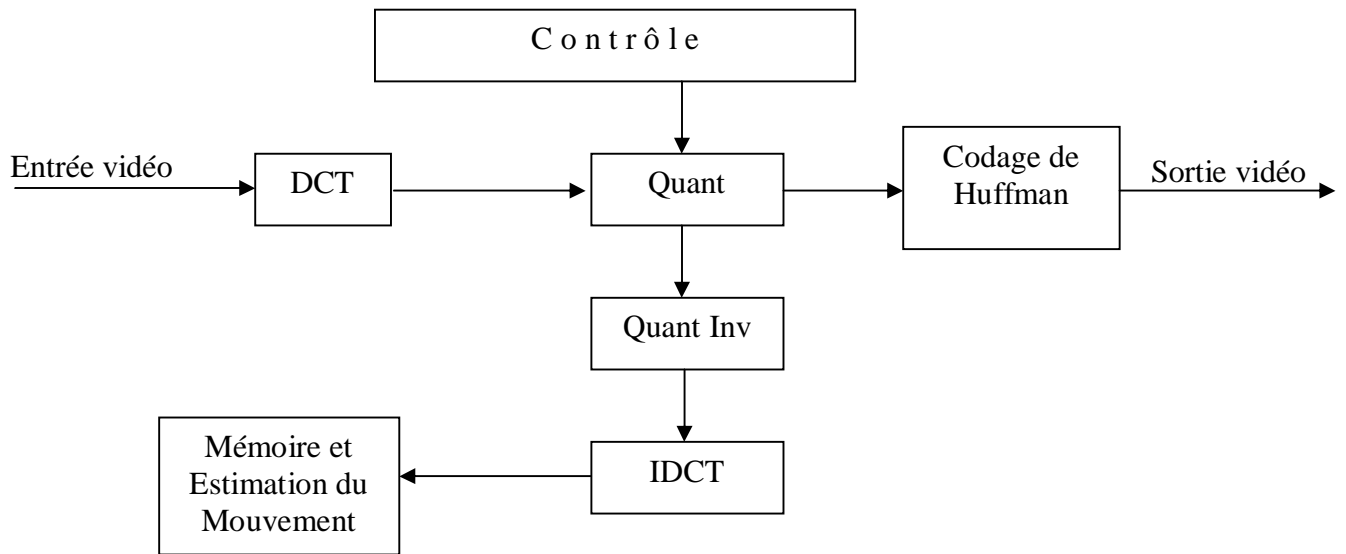 C o n t r ô l e
Entrée vidéo
DCT
Quant
Codage de
Huffman
Sortie vidéo
Quant Inv
Mémoire et
Estimation du
Mouvement
IDCT